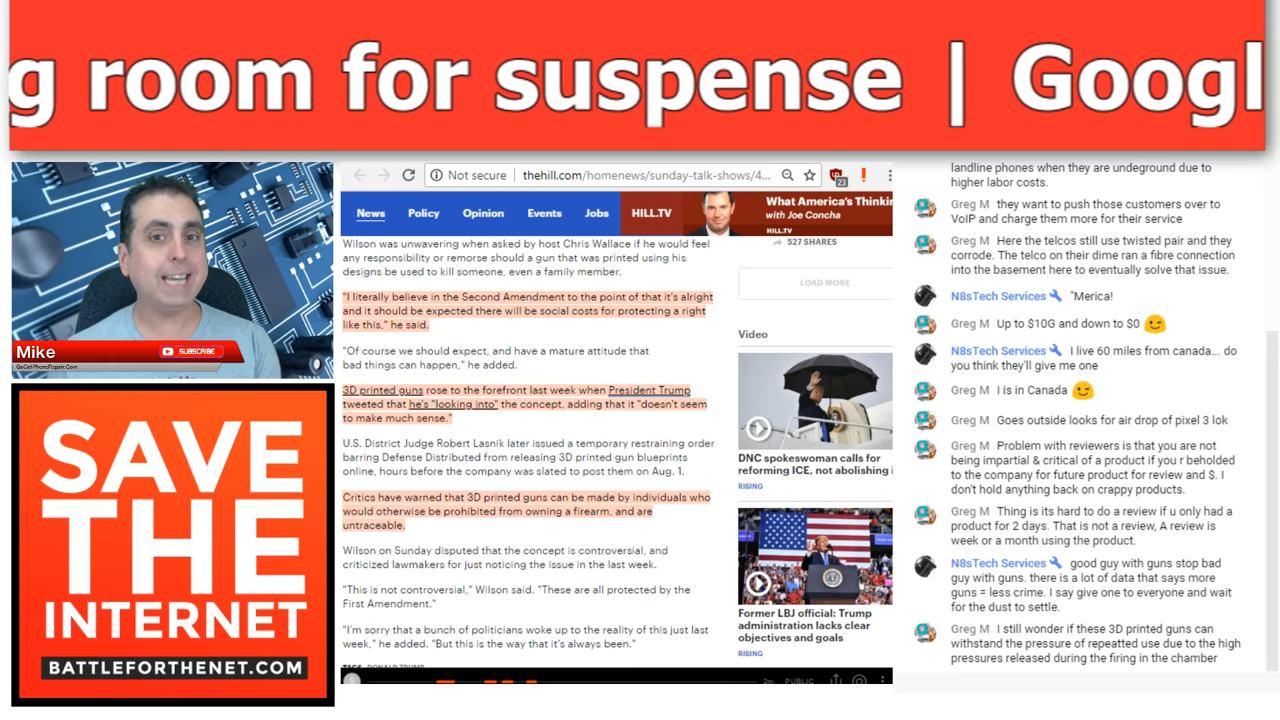 g room for suspense | Googl
Mike
SUBSCRIBE
GoCellPhoneRepair.Com
SAVE
THE
INTERNET
BATTLEFORTHENET.COM
Not secure | thehill.com/homenews/sunday-talk-shows/4...
23
News Policy Opinion Events Jobs HILL.TV
What America's Thinkin
with Joe Concha
HILL.TV
527 SHARES
LOAD MORE
Wilson was unwavering when asked by host Chris Wallace if he would feel
any responsibility or remorse should a gun that was printed using his
designs be used to kill someone, even a family member.
"I literally believe in the Second Amendment to the point of that it's alright
and it should be expected there will be social costs for protecting a right
like this," he said.
"Of course we should expect, and have a mature attitude that
bad things can happen," he added.
3D printed guns rose to the forefront last week when President Trump
tweeted that he's "looking into" the concept, adding that it "doesn't seem
to make much sense."
U.S. District Judge Robert Lasnik later issued a temporary restraining order
barring Defense Distributed from releasing 3D printed gun blueprints
online, hours before the company was slated to post them on Aug. 1.
Critics have warned that 3D printed guns can be made by individuals who
would otherwise be prohibited from owning a firearm, and are
untraceable.
Wilson on Sunday disputed that the concept is controversial, and
criticized lawmakers for just noticing the issue in the last week.
"This is not controversial," Wilson said. "These are all protected by the
First Amendment."
"I'm sorry that a bunch of politicians woke up to the reality of this just last
week," he added. "But this is the way that it's always been."
TAGS DONALD TRUMP
2m PUBLIC
Video
DNC spokeswoman calls for
reforming ICE, not abolishing i
RISING
Former LBJ official: Trump
administration lacks clear
objectives and goals
RISING
landline phones when they are undeground due to
higher labor costs.
Greg M they want to push those customers over to
VoIP and charge them more for their service
Greg M Here the telcos still use twisted pair and they
corrode. The telco on their dime ran a fibre connection
into the basement here to eventually solve that issue.
N8sTech Services "Merica!
Greg M Up to $10G and down to $0 😉
N8sTech Services I live 60 miles from canada... do
you think they'll give me one
Greg M I is in Canada 😉
Greg M Goes outside looks for air drop of pixel 3 lok
Greg M Problem with reviewers is that you are not
being impartial & critical of a product if you r beholded
to the company for future product for review and $. I
don't hold anything back on crappy products.
Greg M Thing is its hard to do a review if u only had a
product for 2 days. That is not a review, A review is
week or a month using the product.
N8sTech Services good guy with guns stop bad
guy with guns. there is a lot of data that says more
guns = less crime. I say give one to everyone and wait
for the dust to settle.
Greg M I still wonder if these 3D printed guns can
withstand the pressure of repeatted use due to the high
pressures released during the firing in the chamber